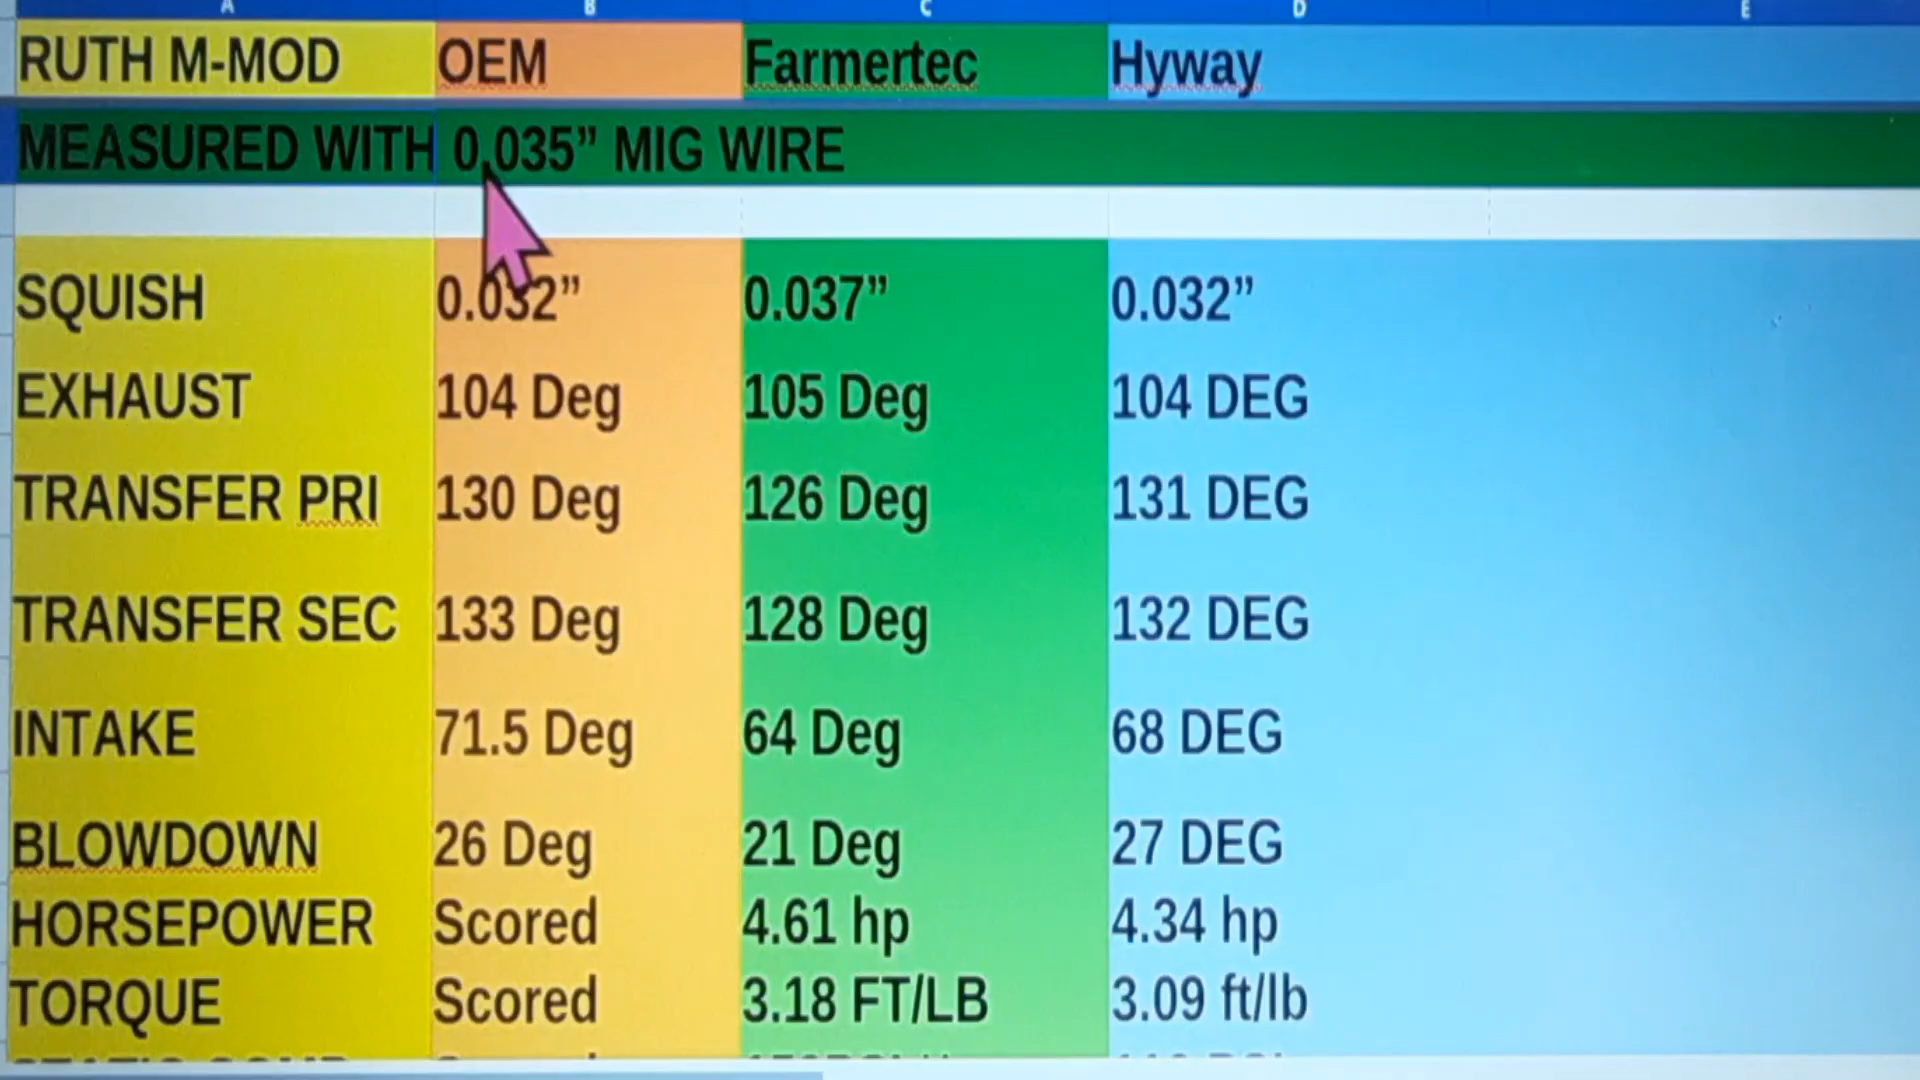 A B C D E
RUTH M-MOD OEM Farmertec Hyway
MEASURED WITH 0.035” MIG WIRE
SQUISH 0.032” 0.037” 0.032”
EXHAUST 104 Deg 105 Deg 104 DEG
TRANSFER PRI 130 Deg 126 Deg 131 DEG
TRANSFER SEC 133 Deg 128 Deg 132 DEG
INTAKE 71.5 Deg 64 Deg 68 DEG
BLOWDOWN 26 Deg 21 Deg 27 DEG
HORSEPOWER Scored 4.61 hp 4.34 hp
TORQUE Scored 3.18 FT/LB 3.09 ft/lb